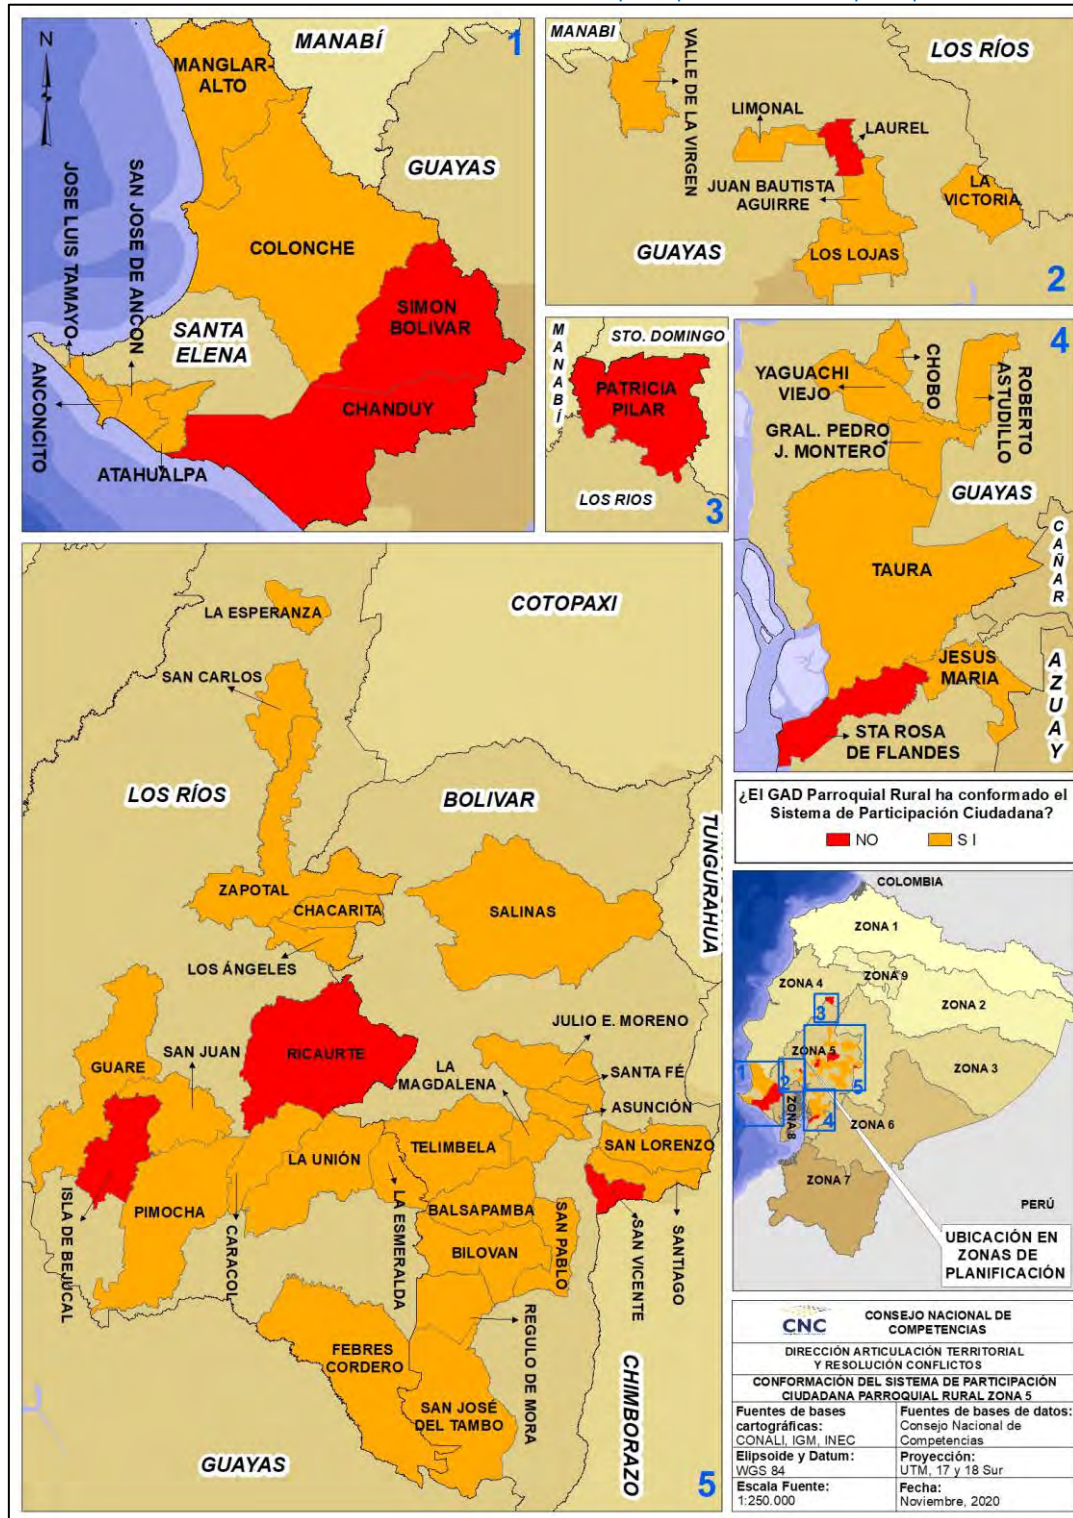 N
MANABÍ
1
MANGLAR-
ALTO
GUAYAS
JOSE LUIS TAMAYO
SAN JOSE DE ANCON
COLONCHE
SIMON
BOLIVAR
SANTA
ELENA
CHANDUY
ANCONCITO
ATAHUALPA
MANABI
VALLE DE LA VIRGEN
LOS RÍOS
LIMONAL
LAUREL
JUAN BAUTISTA
AGUIRRE
LA
VICTORIA
GUAYAS
LOS LOJAS
2
MANABÍ
STO. DOMINGO
PATRICIA
PILAR
LOS RIOS
3
4
YAGUACHI
VIEJO
CHOBO
ROBERTO
ASTUDILLO
GRAL. PEDRO
J. MONTERO
GUAYAS
CAÑAR
TAURA
JESUS
MARIA
AZUAY
STA ROSA
DE FLANDES
¿El GAD Parroquial Rural ha conformado el
Sistema de Participación Ciudadana?
NO
S I
LA ESPERANZA
COTOPAXI
SAN CARLOS
LOS RÍOS
BOLIVAR
TUNGURAHUA
ZAPOTAL
CHACARITA
SALINAS
LOS ÁNGELES
JULIO E. MORENO
GUARE
SAN JUAN
RICAURTE
LA
MAGDALENA
SANTA FÉ
ASUNCIÓN
TELIMBELA
SAN LORENZO
LA UNIÓN
ISLA DE BEJUCAL
PIMOCHA
CARACOL
LA ESMERALDA
BALSAPAMBA
SAN PABLO
BILOVAN
SAN VICENTE
SANTIAGO
REGULO DE MORA
FEBRES
CORDERO
SAN JOSÉ
DEL TAMBO
CHIMBORAZO
GUAYAS
5
COLOMBIA
ZONA 1
ZONA 9
ZONA 4
ZONA 2
3
ZONA 5
ZONA 3
1
2
5
4
ZONA 8
ZONA 6
ZONA 7
PERÚ
UBICACIÓN EN
ZONAS DE
PLANIFICACIÓN
CNC
CONSEJO NACIONAL DE
COMPETENCIAS
DIRECCIÓN ARTICULACIÓN TERRITORIAL
Y RESOLUCIÓN CONFLICTOS
CONFORMACIÓN DEL SISTEMA DE PARTICIPACIÓN
CIUDADANA PARROQUIAL RURAL ZONA 5
Fuentes de bases
cartográficas:
CONALI, IGM, INEC
Fuentes de bases de datos:
Consejo Nacional de
Competencias
Elipsoide y Datum:
WGS 84
Proyección:
UTM, 17 y 18 Sur
Escala Fuente:
1:250.000
Fecha:
Noviembre, 2020